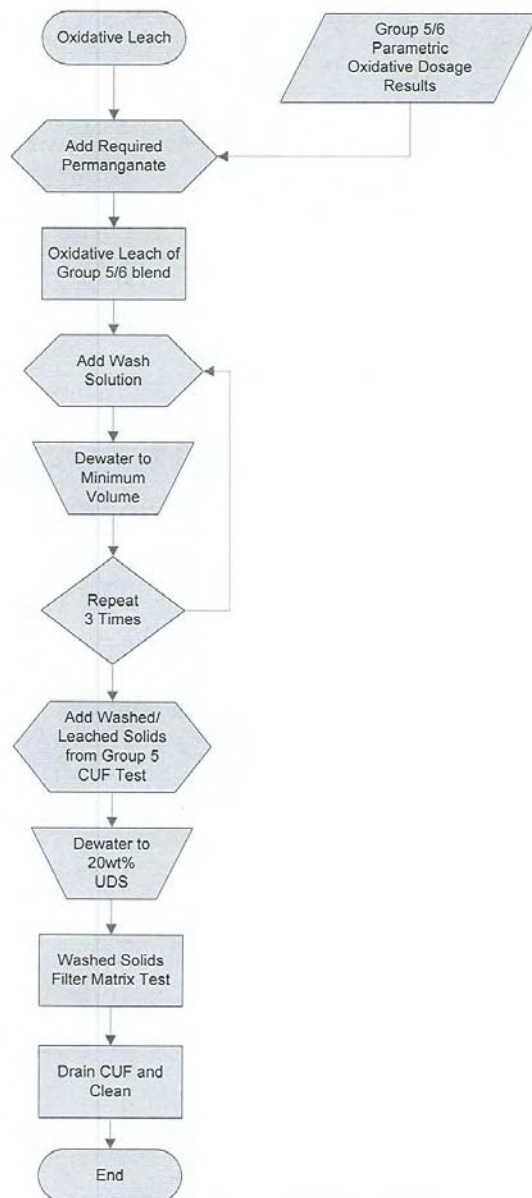 Oxidative Leach
Group 5/6
Parametric
Oxidative Dosage
Results
Add Required
Permanganate
Oxidative Leach of
Group 5/6 blend
Add Wash
Solution
Dewater to
Minimum
Volume
Repeat
3 Times
Add Washed/
Leached Solids
from Group 5
CUF Test
Dewater to
20wt%
UDS
Washed Solids
Filter Matrix Test
Drain CUF and
Clean
End